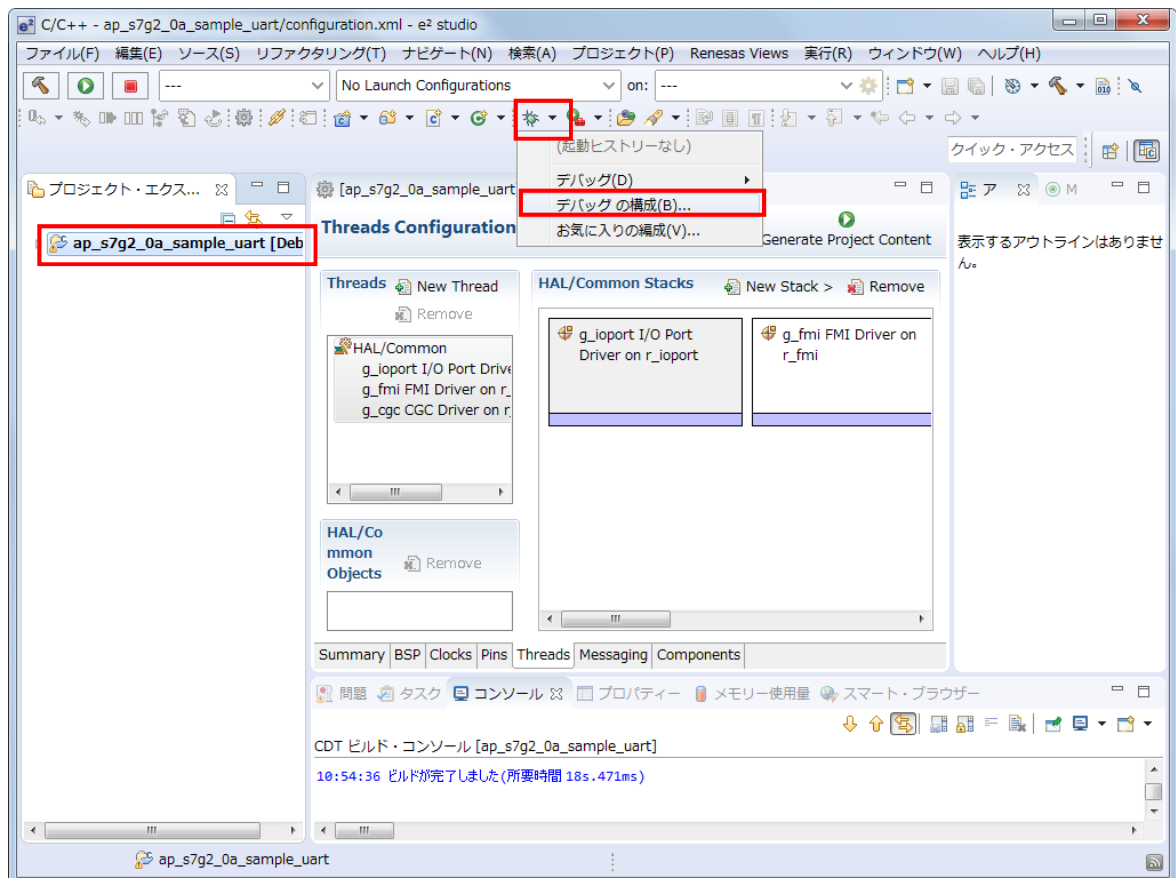 C/C++ - ap_s7g2_0a_sample_uart/configuration.xml - e² studio
ファイル(F) 編集(E) ソース(S) リファクタリング(T) ナビゲート(N) 検索(A) プロジェクト(P) Renesas Views 実行(R) ウィンドウ(W) ヘルプ(H)
--- No Launch Configurations on: ---
(起動ヒストリーなし)
クイック・アクセス
デバッグ(D)
デバッグ の構成(B)...
お気に入りの編成(V)...
プロジェクト・エクス...
[ap_s7g2_0a_sample_uart
ア M
ap_s7g2_0a_sample_uart [Deb
Threads Configuration
Generate Project Content
表示するアウトラインはありませ
ん。
Threads New Thread
Remove
HAL/Common Stacks New Stack > Remove
HAL/Common
g_ioport I/O Port Drive
g_fmi FMI Driver on r_
g_cgc CGC Driver on r
g_ioport I/O Port
Driver on r_ioport
g_fmi FMI Driver on
r_fmi
HAL/Co
mmon
Objects
Remove
Summary BSP Clocks Pins Threads Messaging Components
問題 タスク コンソール プロパティー メモリー使用量 スマート・ブラウザー
CDT ビルド・コンソール [ap_s7g2_0a_sample_uart]
10:54:36 ビルドが完了しました(所要時間 18s.471ms)
ap_s7g2_0a_sample_uart